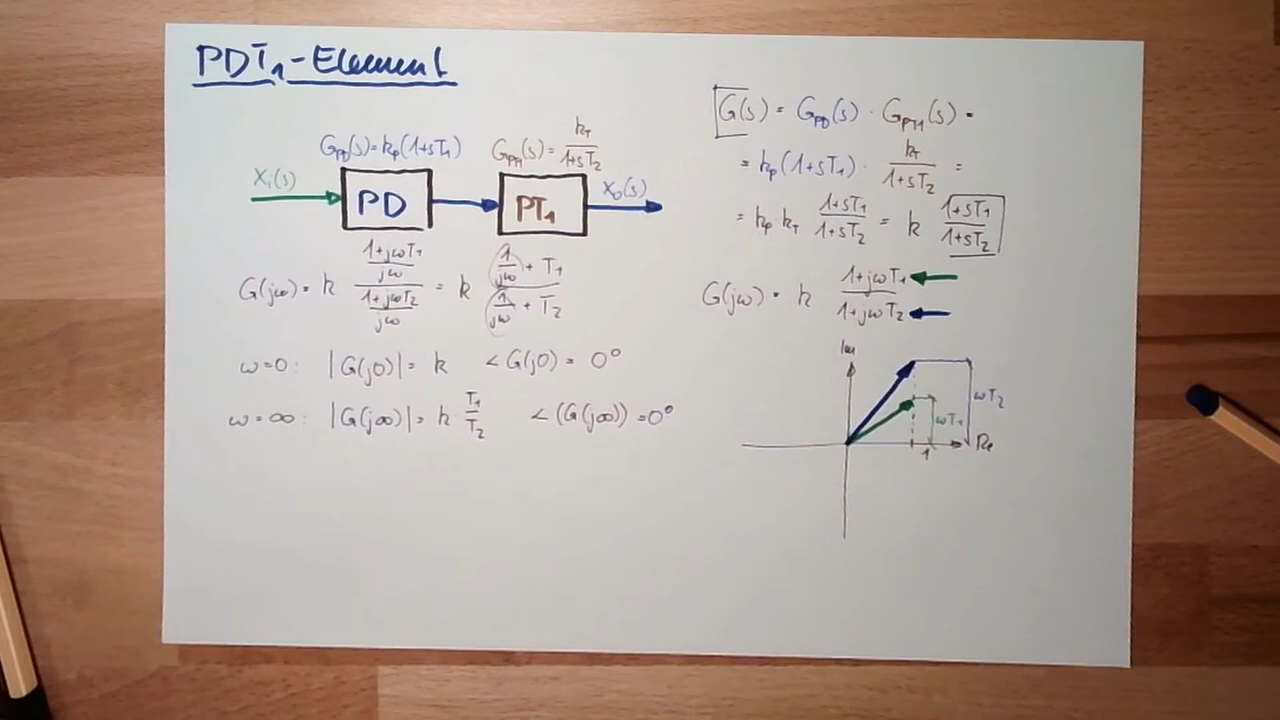 PDT₁-Element
G_PD(s)=k_p(1+sT₁)
G_PT1(s)= k_T/(1+sT₂)
X_i(s)
PD
PT₁
X_o(s)
G(jω) = k ((1+jωT₁)/jω)/((1+jωT₂)/jω) = k (1/jω + T₁)/(1/jω + T₂)
ω=0: |G(j0)| = k ∠G(j0) = 0°
ω=∞: |G(j∞)| = k T₁/T₂ ∠(G(j∞)) =0°
G(s) = G_PD(s) · G_PT1(s) =
= k_p(1+sT₁) · k_T/(1+sT₂) =
= k_p k_T (1+sT₁)/(1+sT₂) = k (1+sT₁)/(1+sT₂)
G(jω) = k (1+jωT₁)/(1+jωT₂)
Im
ωT₂
ωT₁
1
Re